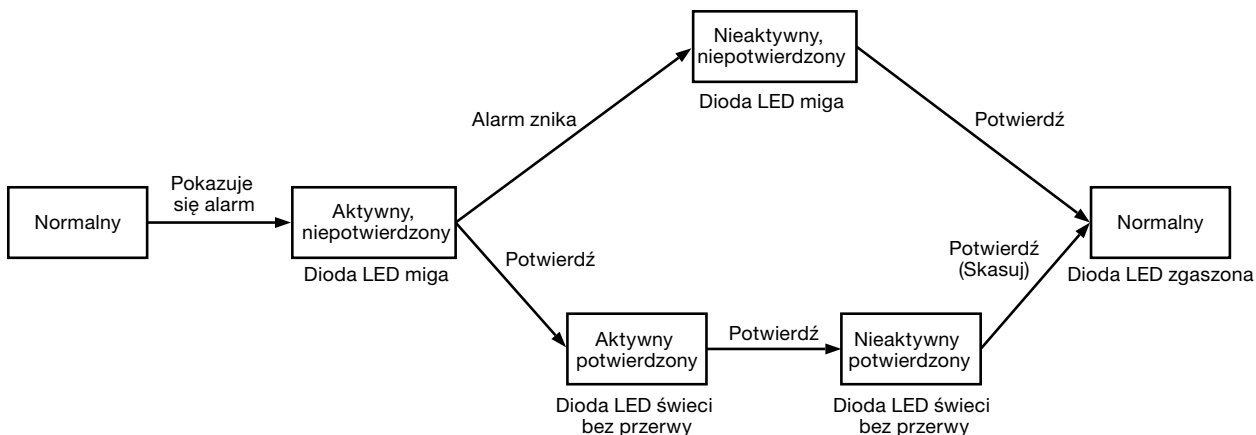 Nieaktywny,
niepotwierdzony
Dioda LED miga
Alarm znika
Potwierdź
Normalny
Pokazuje
się alarm
Aktywny,
niepotwierdzony
Dioda LED miga
Potwierdź
Aktywny
potwierdzony
Dioda LED świeci
bez przerwy
Potwierdź
Nieaktywny
potwierdzony
Dioda LED świeci
bez przerwy
Potwierdź
(Skasuj)
Normalny
Dioda LED zgaszona